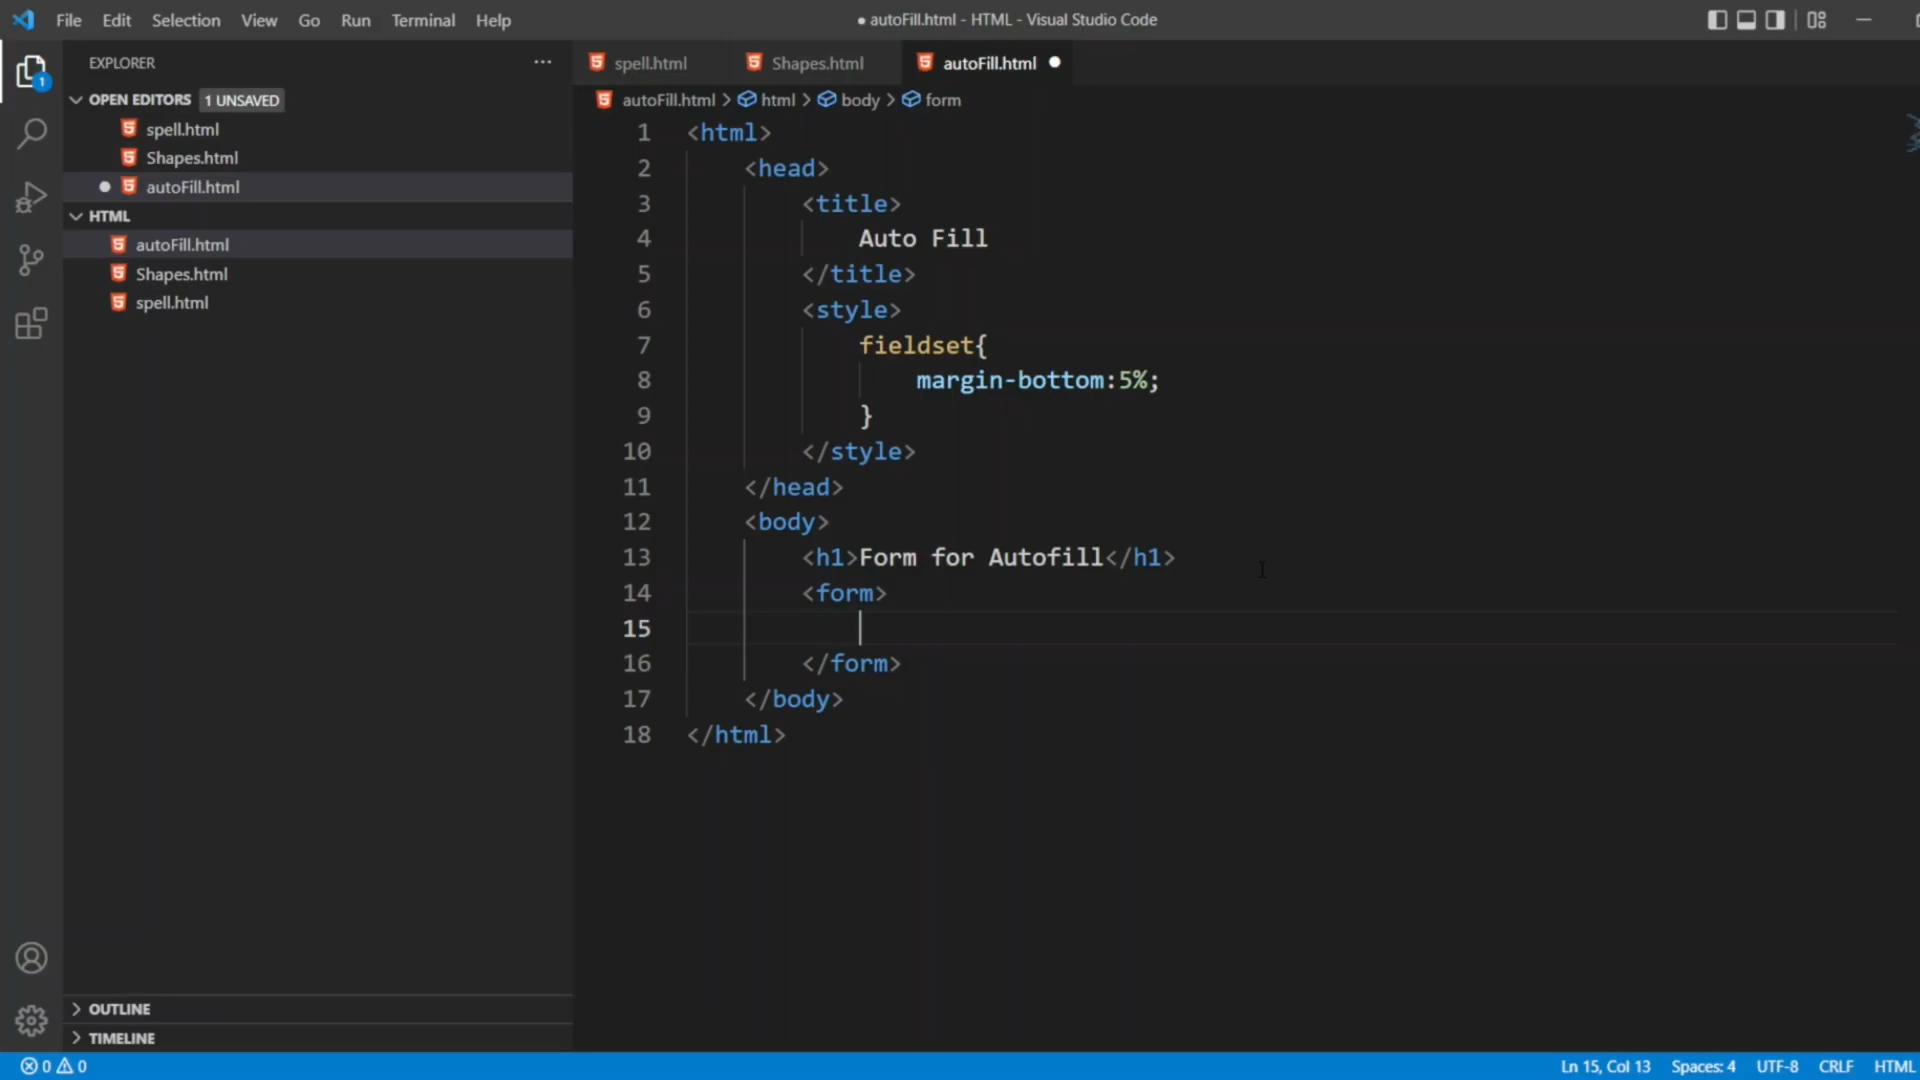 File Edit Selection View Go Run Terminal Help
● autoFill.html - HTML - Visual Studio Code
EXPLORER
spell.html
Shapes.html
autoFill.html
1
OPEN EDITORS 1 UNSAVED
spell.html
Shapes.html
autoFill.html
HTML
autoFill.html
Shapes.html
spell.html
autoFill.html > html > body > form
1 <html>
2 <head>
3 <title>
4 Auto Fill
5 </title>
6 <style>
7 fieldset{
8 margin-bottom:5%;
9 }
10 </style>
11 </head>
12 <body>
13 <h1>Form for Autofill</h1>
14 <form>
15
16 </form>
17 </body>
18 </html>
OUTLINE
TIMELINE
0 0
Ln 15, Col 13 Spaces: 4 UTF-8 CRLF HTML